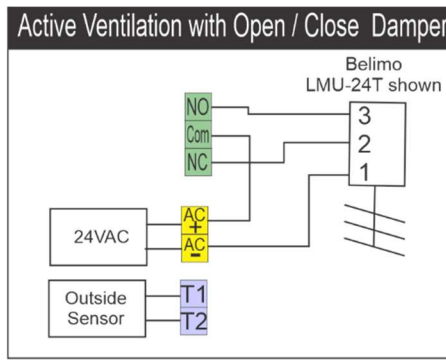 Active Ventilation with Open / Close Damper
Belimo
LMU-24T shown
NO
Com
NC
3
2
1
24VAC
AC
+
AC
-
Outside
Sensor
T1
T2